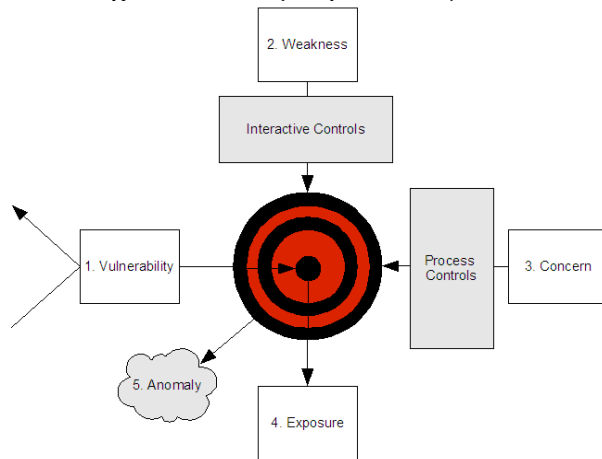 2. Weakness
Interactive Controls
1. Vulnerability
Process
Controls
3. Concern
5. Anomaly
4. Exposure